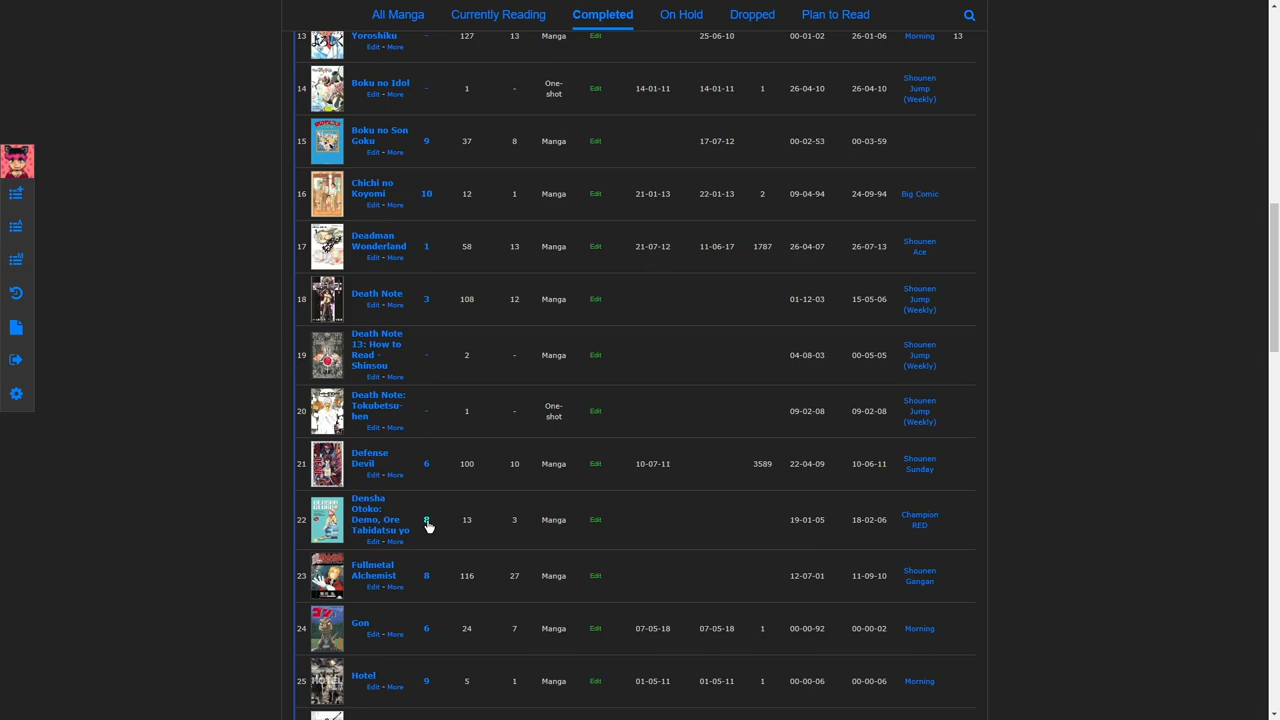 All Manga Currently Reading Completed On Hold Dropped Plan to Read
13 Yoroshiku - 127 13 Manga Edit 25-06-10 00-01-02 26-01-06 Morning 13
Edit - More
14 Boku no Idol - 1 - One-shot Edit 14-01-11 14-01-11 1 26-04-10 26-04-10 Shounen Jump (Weekly)
Edit - More
15 Boku no Son Goku 9 37 8 Manga Edit 17-07-12 00-02-53 00-03-59
Edit - More
16 Chichi no Koyomi 10 12 1 Manga Edit 21-01-13 22-01-13 2 09-04-94 24-09-94 Big Comic
Edit - More
17 Deadman Wonderland 1 58 13 Manga Edit 21-07-12 11-06-17 1787 26-04-07 26-07-13 Shounen Ace
Edit - More
18 Death Note 3 108 12 Manga Edit 01-12-03 15-05-06 Shounen Jump (Weekly)
Edit - More
19 Death Note 13: How to Read - Shinsou - 2 - Manga Edit 04-08-03 00-05-05 Shounen Jump (Weekly)
Edit - More
20 Death Note: Tokubetsu-hen - 1 - One-shot Edit 09-02-08 09-02-08 Shounen Jump (Weekly)
Edit - More
21 Defense Devil 6 100 10 Manga Edit 10-07-11 3589 22-04-09 10-06-11 Shounen Sunday
Edit - More
22 Densha Otoko: Demo, Ore Tabidatsu yo 8 13 3 Manga Edit 19-01-05 18-02-06 Champion RED
Edit - More
23 Fullmetal Alchemist 8 116 27 Manga Edit 12-07-01 11-09-10 Shounen Gangan
Edit - More
24 Gon 6 24 7 Manga Edit 07-05-18 07-05-18 1 00-00-92 00-00-02 Morning
Edit - More
25 Hotel 9 5 1 Manga Edit 01-05-11 01-05-11 1 00-00-06 00-00-06 Morning
Edit - More